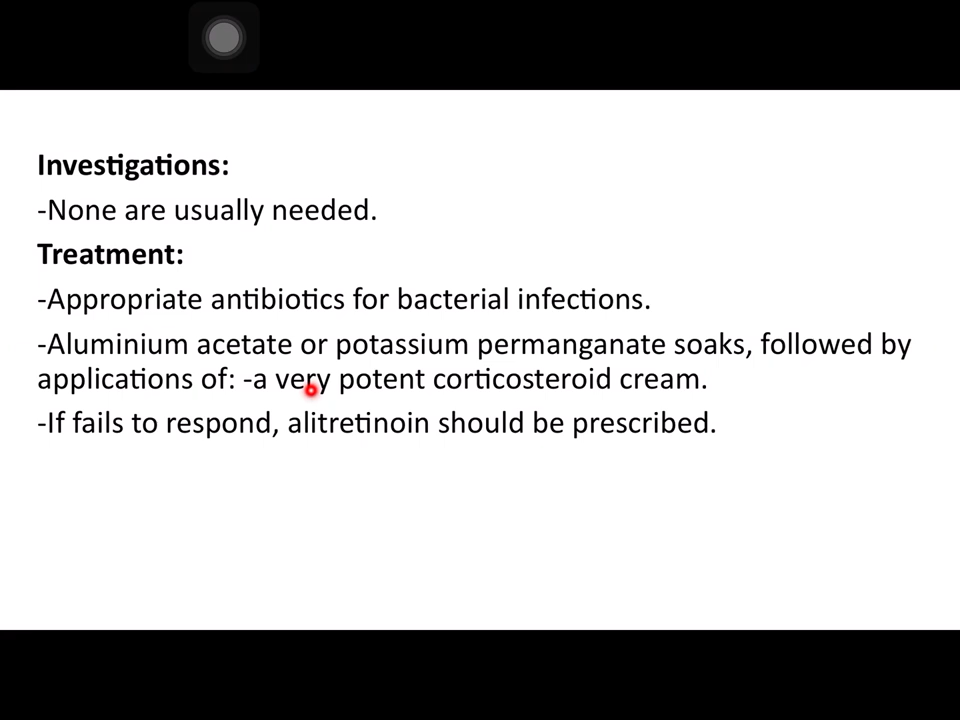 Investigations:
-None are usually needed.
Treatment:
-Appropriate antibiotics for bacterial infections.
-Aluminium acetate or potassium permanganate soaks, followed by
applications of: -a very potent corticosteroid cream.
-If fails to respond, alitretinoin should be prescribed.